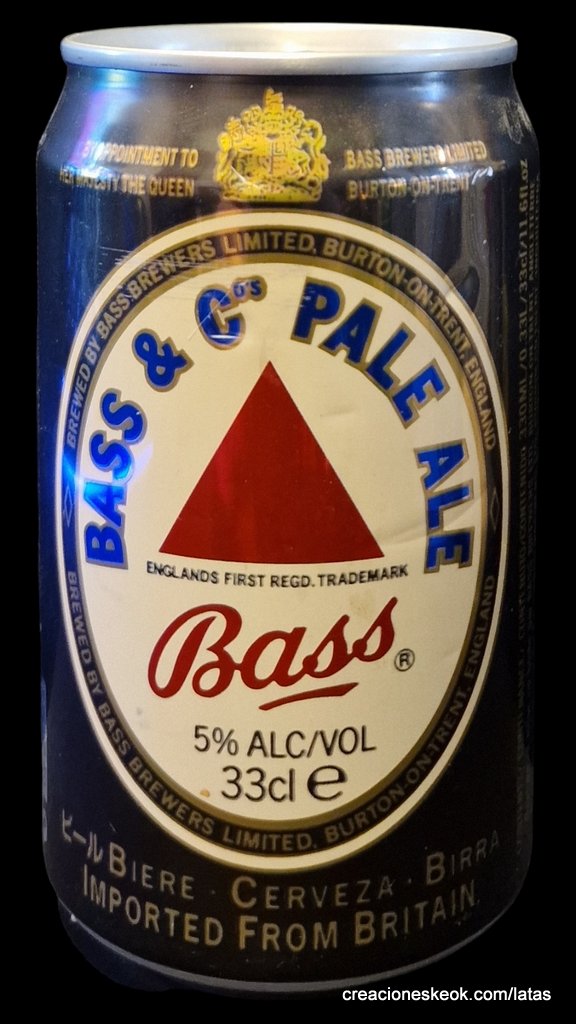 BY APPOINTMENT TO
HER MAJESTY THE QUEEN
BASS BREWERS LIMITED
BURTON-ON-TRENT
BREWED BY BASS BREWERS LIMITED. BURTON-ON-TRENT. ENGLAND
BASS & Cos PALE ALE
ENGLANDS FIRST REGD. TRADEMARK
Bass ®
5% ALC/VOL
33cl ℮
BREWED BY BASS BREWERS LIMITED. BURTON-ON-TRENT. ENGLAND
ビール BIERE · CERVEZA · BIRRA
IMPORTED FROM BRITAIN
creacioneskeok.com/latas